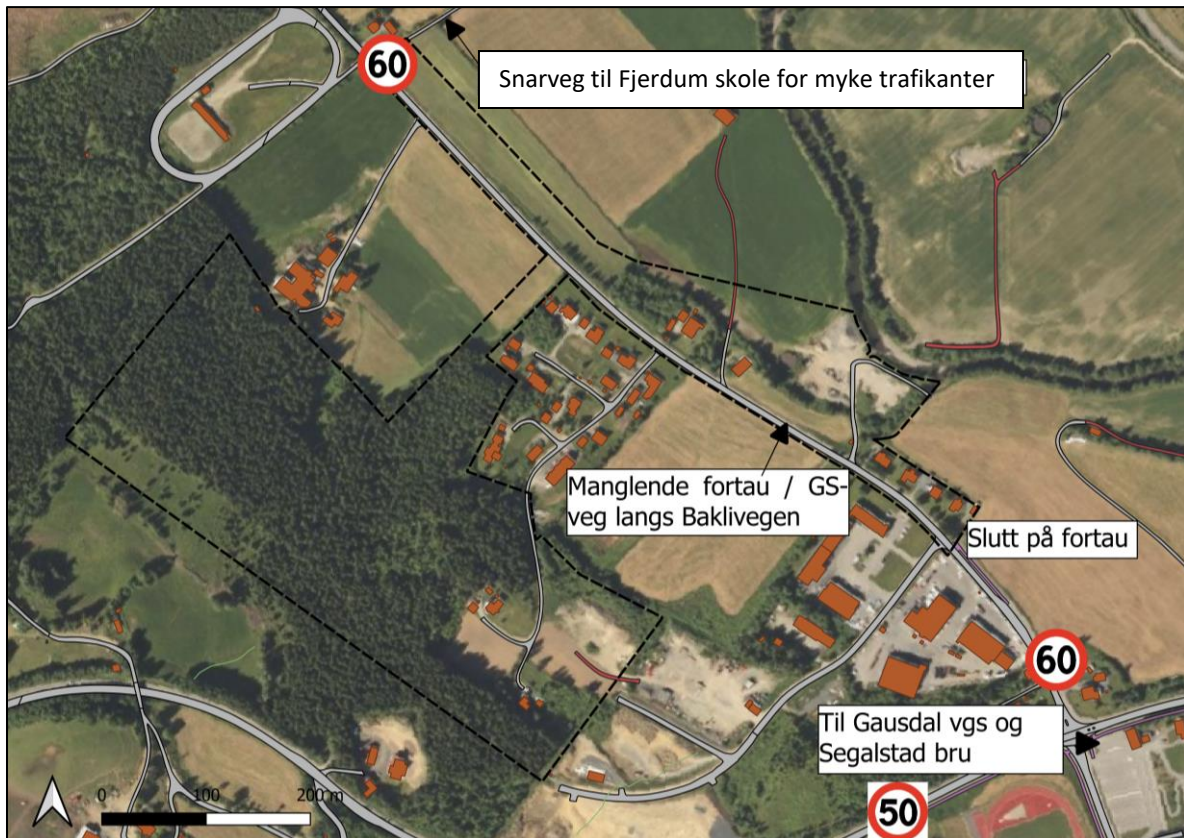 60
Snarveg til Fjerdum skole for myke trafikanter
Manglende fortau / GS-
veg langs Baklivegen
Slutt på fortau
60
Til Gausdal vgs og
Segalstad bru
50
0 100 200 m